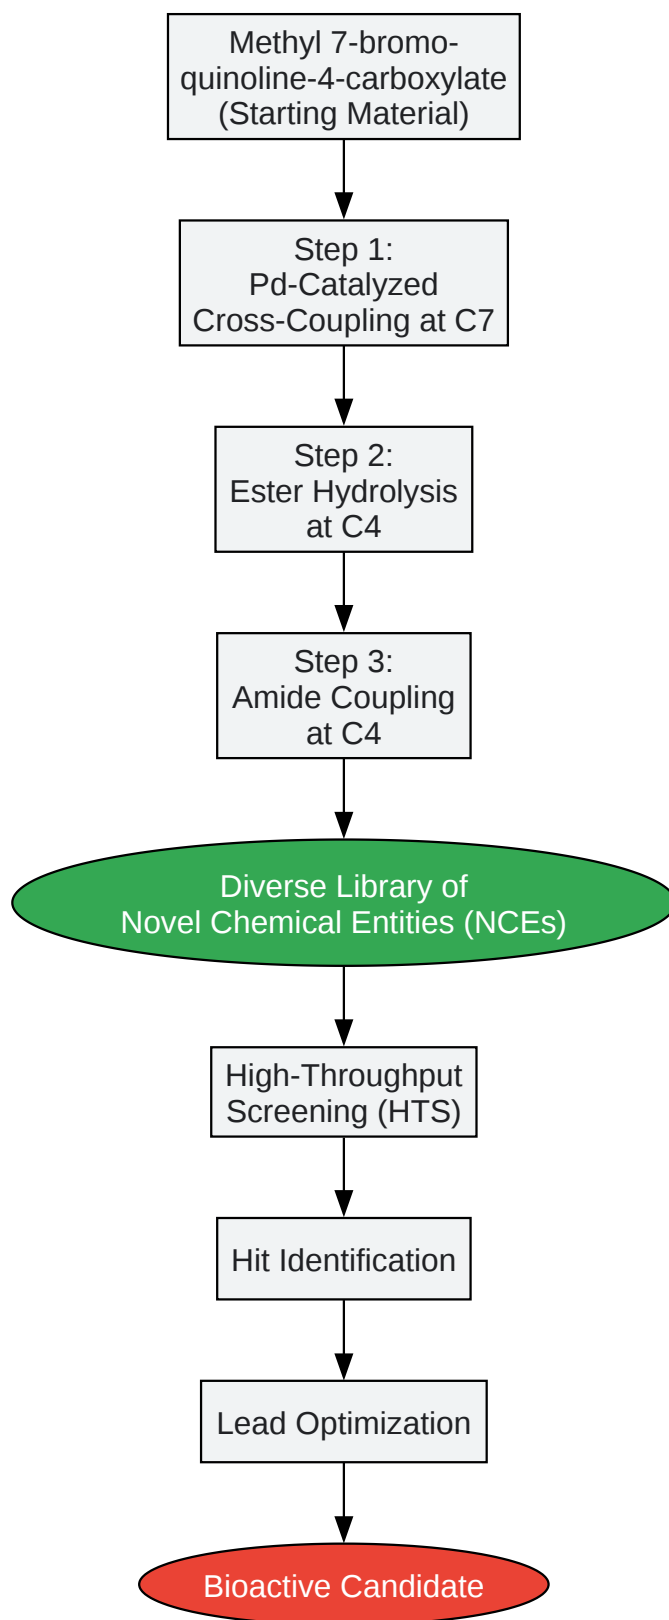 Methyl 7-bromo-
quinoline-4-carboxylate
(Starting Material)
Step 1:
Pd-Catalyzed
Cross-Coupling at C7
Step 2:
Ester Hydrolysis
at C4
Step 3:
Amide Coupling
at C4
Diverse Library of
Novel Chemical Entities (NCEs)
High-Throughput
Screening (HTS)
Hit Identification
Lead Optimization
Bioactive Candidate